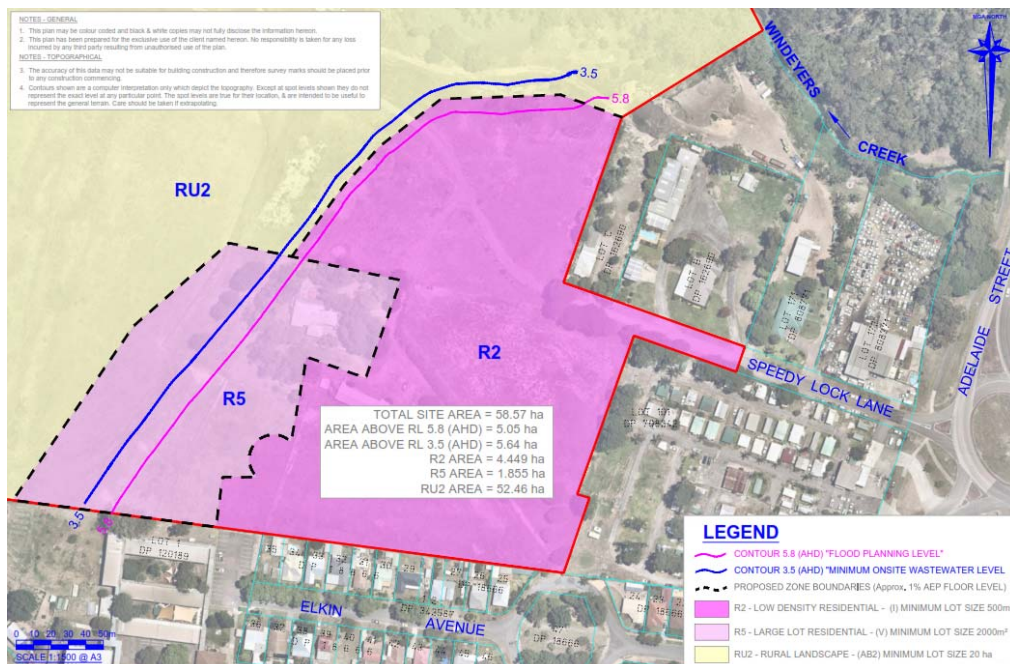 NOTES - GENERAL
1. This plan may be colour coded and black & white copies may not fully disclose the information hereon.
2. This plan has been prepared for the exclusive use of the client named hereon. No responsibility is taken for any loss
incurred by any third party resulting from unauthorised use of the plan.
NOTES - TOPOGRAPHICAL
3. The accuracy of this data may not be suitable for building construction and therefore survey marks should be placed prior
to any construction commencing.
4. Contours shown are a computer interpretation only which depict the topography. Except at spot levels shown they do not
represent the exact level at any particular point. The spot levels are true for their location, & are intended to be useful to
represent the general terrain. Care should be taken if extrapolating.
MGA NORTH
WINDEYERS
CREEK
3.5
5.8
RU2
R2
R5
LOT C
LOT B
SPEEDY LOCK LANE
ADELAIDE STREET
TOTAL SITE AREA = 58.57 ha
AREA ABOVE RL 5.8 (AHD) = 5.05 ha
AREA ABOVE RL 3.5 (AHD) = 5.64 ha
R2 AREA = 4.449 ha
R5 AREA = 1.855 ha
RU2 AREA = 52.46 ha
3.5
5.8
LOT 1
DP 120189
ELKIN
AVENUE
DP 18666
0 10 20 30 40 50m
SCALE 1:1500 @ A3
LEGEND
CONTOUR 5.8 (AHD) "FLOOD PLANNING LEVEL"
CONTOUR 3.5 (AHD) "MINIMUM ONSITE WASTEWATER LEVEL
PROPOSED ZONE BOUNDARIES (Approx. 1% AEP FLOOR LEVEL)
R2 - LOW DENSITY RESIDENTIAL - (I) MINIMUM LOT SIZE 500m
R5 - LARGE LOT RESIDENTIAL - (V) MINIMUM LOT SIZE 2000m²
RU2 - RURAL LANDSCAPE - (AB2) MINIMUM LOT SIZE 20 ha